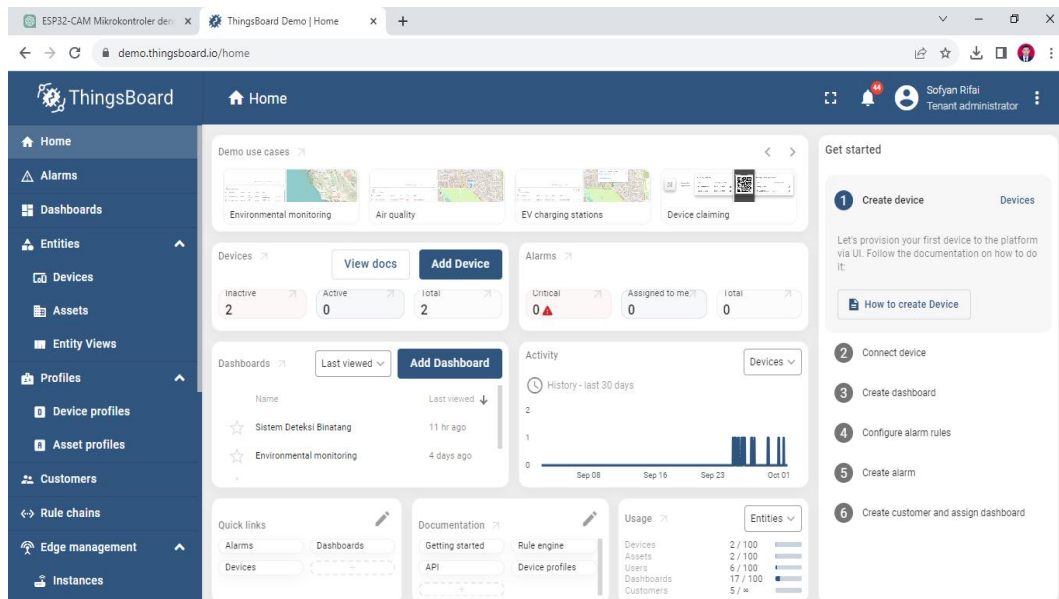 ESP32-CAM Mikrokontroler den
ThingsBoard Demo | Home
demo.thingsboard.io/home
ThingsBoard
Home
44
Sofyan Rifai
Tenant administrator
Home
Alarms
Dashboards
Entities
Devices
Assets
Entity Views
Profiles
Device profiles
Asset profiles
Customers
Rule chains
Edge management
Instances
Demo use cases
Environmental monitoring
Air quality
EV charging stations
Device claiming
Devices
View docs
Add Device
Inactive
2
Active
0
Total
2
Alarms
Critical
0
Assigned to me
0
Total
0
Dashboards
Last viewed
Add Dashboard
Name
Last viewed
Sistem Deteksi Binatang
11 hr ago
Environmental monitoring
4 days ago
Activity
Devices
History - last 30 days
2
1
0
Sep 08
Sep 16
Sep 23
Oct 01
Quick links
Alarms
Dashboards
Devices
Documentation
Getting started
Rule engine
API
Device profiles
Usage
Entities
Devices 2 / 100
Assets 2 / 100
Users 6 / 100
Dashboards 17 / 100
Customers 5 / ∞
Get started
1
Create device
Devices
Let's provision your first device to the platform
via UI. Follow the documentation on how to do
it:
How to create Device
2
Connect device
3
Create dashboard
4
Configure alarm rules
5
Create alarm
6
Create customer and assign dashboard